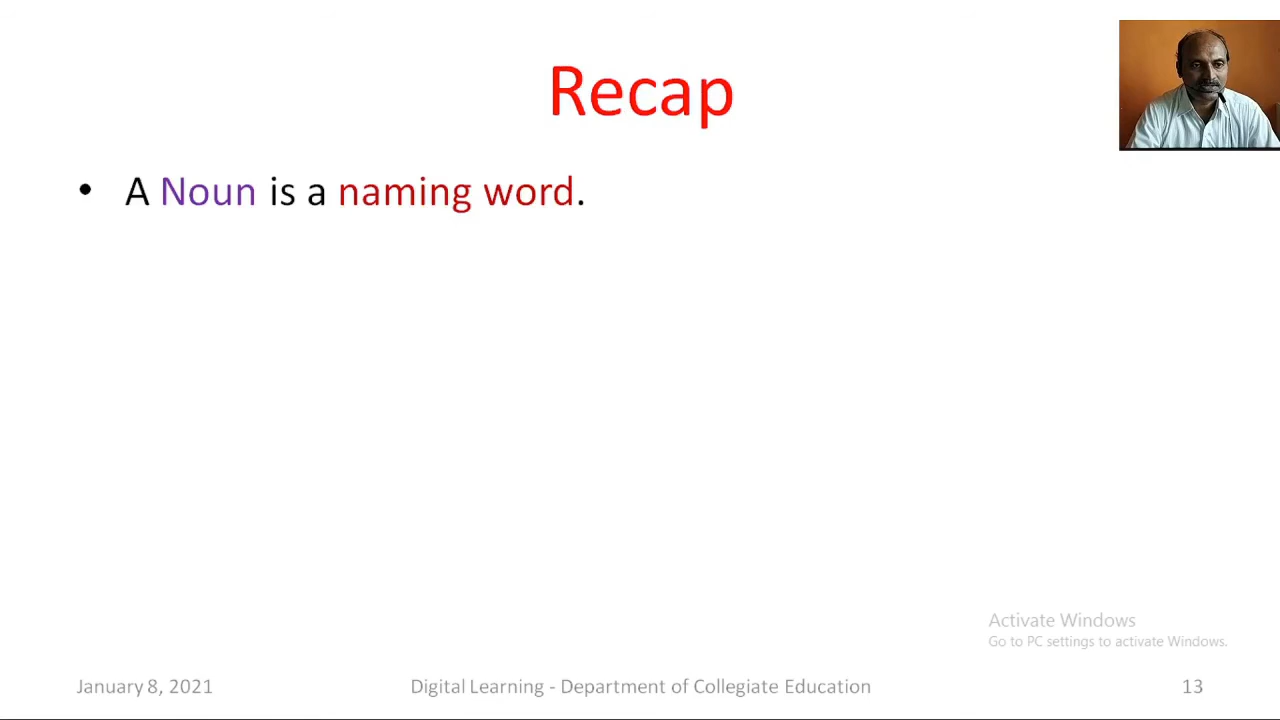 Recap
• A Noun is a naming word.
Activate Windows
Go to PC settings to activate Windows.
January 8, 2021
Digital Learning - Department of Collegiate Education
13